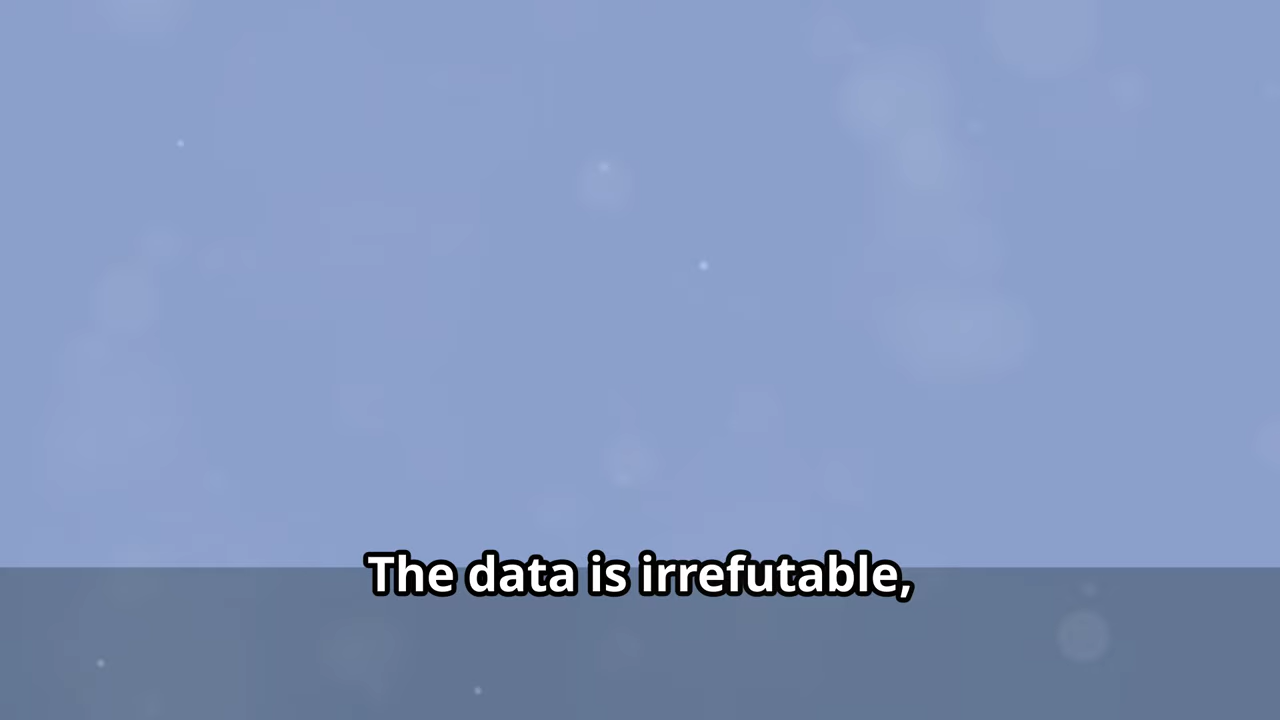 The data is irrefutable,